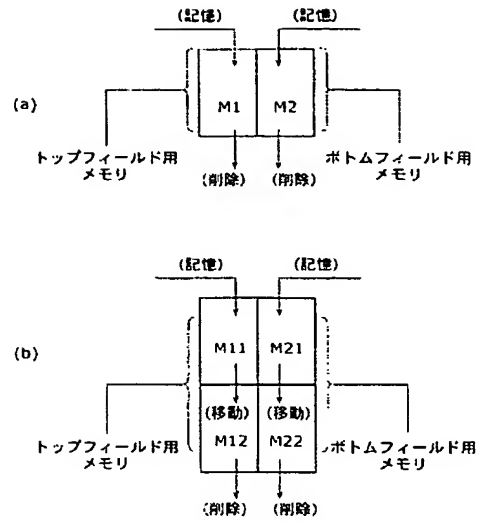 (記憶) (記憶)
(a)
M1 M2
トップフィールド用
メモリ
ボトムフィールド用
メモリ
(削除) (削除)
(記憶) (記憶)
(b)
M11 M21
(移動) (移動)
M12 M22
トップフィールド用
メモリ
ボトムフィールド用
メモリ
(削除) (削除)